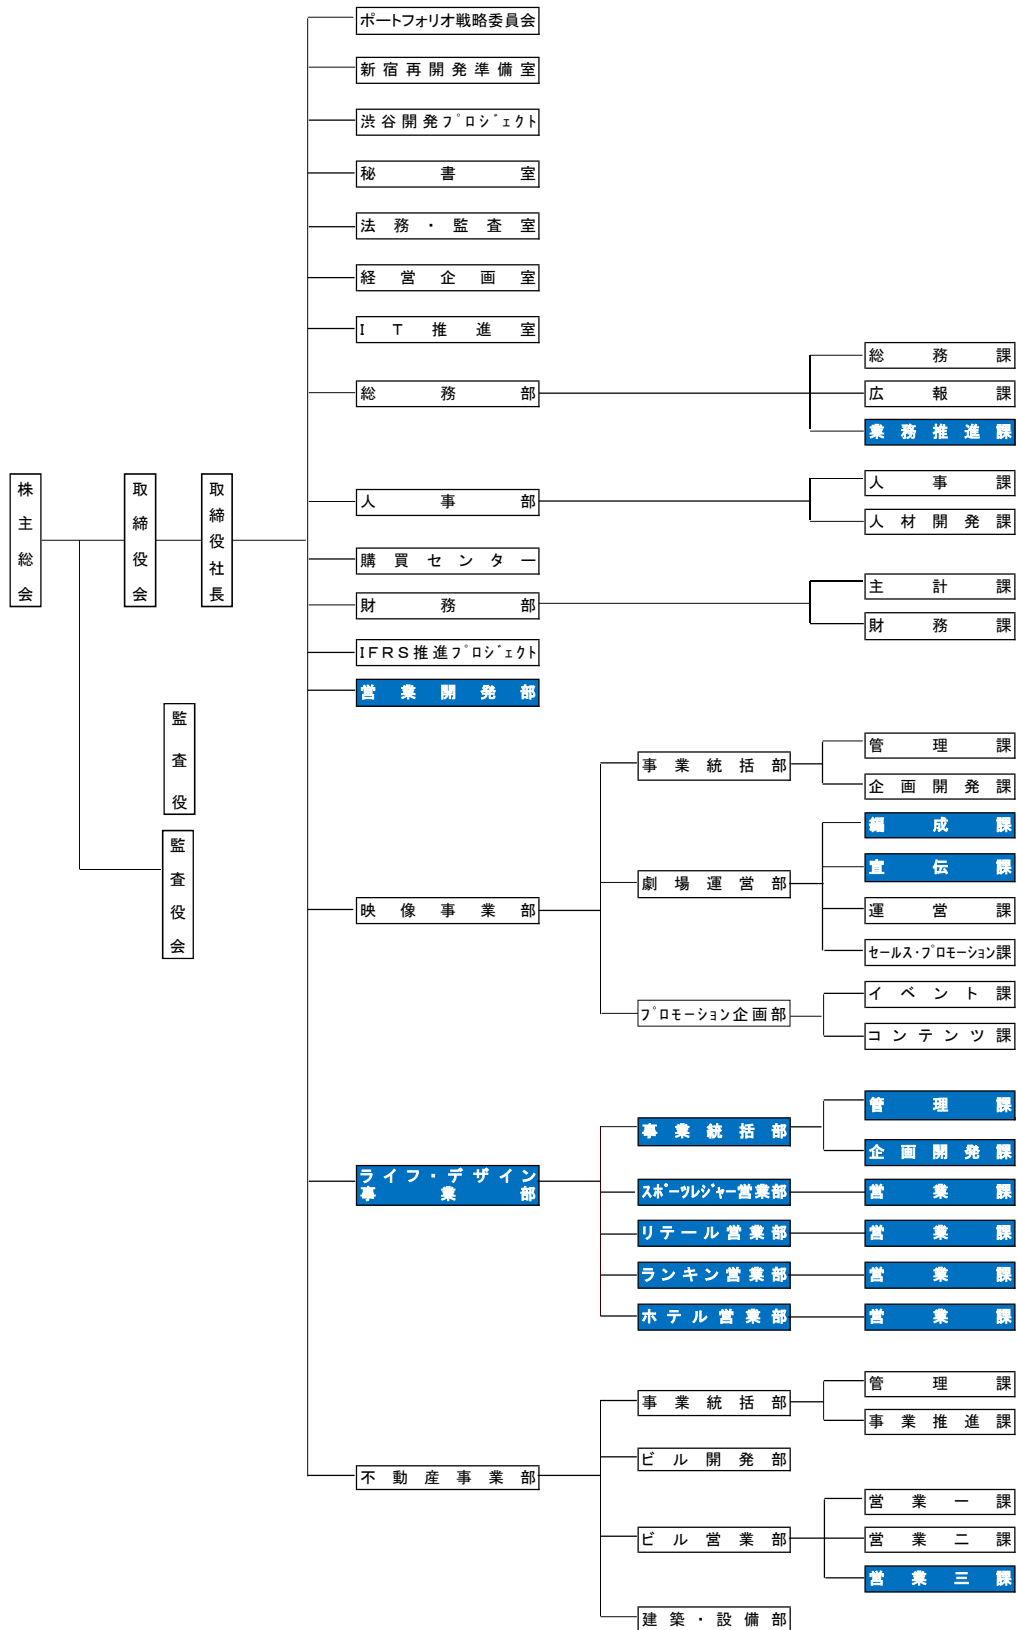 ポートフォリオ戦略委員会
新宿再開発準備室
渋谷開発プロジェクト
秘書室
法務・監査室
経営企画室
IT推進室
総務部
総務課
広報課
業務推進課
株主総会
取締役会
取締役社長
監査役
監査役会
人事部
人事課
人材開発課
購買センター
財務部
主計課
財務課
IFRS推進プロジェクト
営業開発部
映像事業部
事業統括部
管理課
企画開発課
劇場運営部
編成課
宣伝課
運営課
セールス・プロモーション課
プロモーション企画部
イベント課
コンテンツ課
ライフ・デザイン
事業部
事業統括部
管理課
企画開発課
スポーツレジャー営業部
営業課
リテール営業部
営業課
ランキン営業部
営業課
ホテル営業部
営業課
不動産事業部
事業統括部
管理課
事業推進課
ビル開発部
ビル営業部
営業一課
営業二課
営業三課
建築・設備部